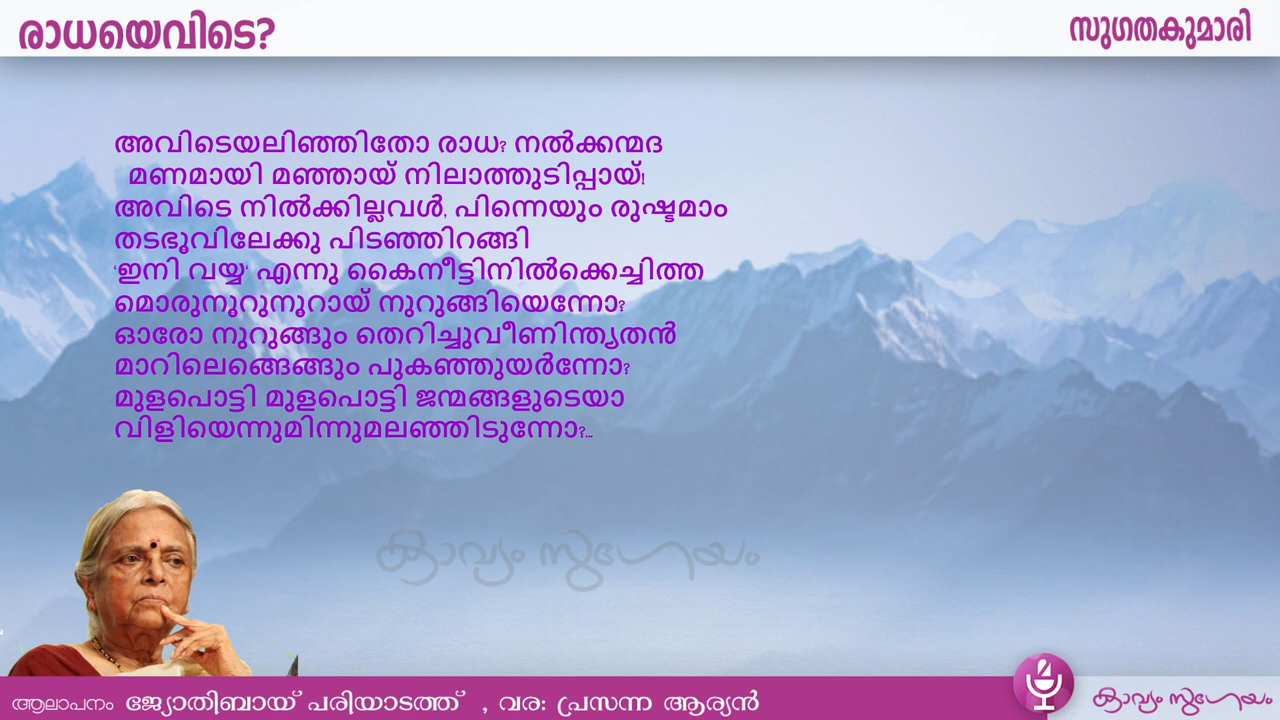 രാധയെവിടെ?
സുഗതകുമാരി
അവിടെയലിഞ്ഞിതോ രാധ? നൽക്കന്മദ
മണമായി മഞ്ഞായ് നിലാത്തുടിപ്പായ്!
അവിടെ നിൽക്കില്ലവൾ, പിന്നെയും രുഷ്ടമാം
തടഭൂവിലേക്കു പിടഞ്ഞിറങ്ങി
'ഇനി വയ്യ' എന്നു കൈനീട്ടിനിൽക്കെച്ചിത്ത
മൊരുനൂറുനൂറായ് നുറുങ്ങിയെന്നോ?
ഓരോ നുറുങ്ങും തെറിച്ചുവീണിന്ത്യതൻ
മാറിലെങ്ങെങ്ങും പുകഞ്ഞുയർന്നോ?
മുളപൊട്ടി മുളപൊട്ടി ജന്മങ്ങളുടെയാ
വിളിയെന്നുമിന്നുമലഞ്ഞിടുന്നോ?...
കാവ്യം സുഗേയം
ആലാപനം ജ്യോതിബായ് പരിയാടത്ത് , വര: പ്രസന്ന ആര്യൻ
കാവ്യം സുഗേയം